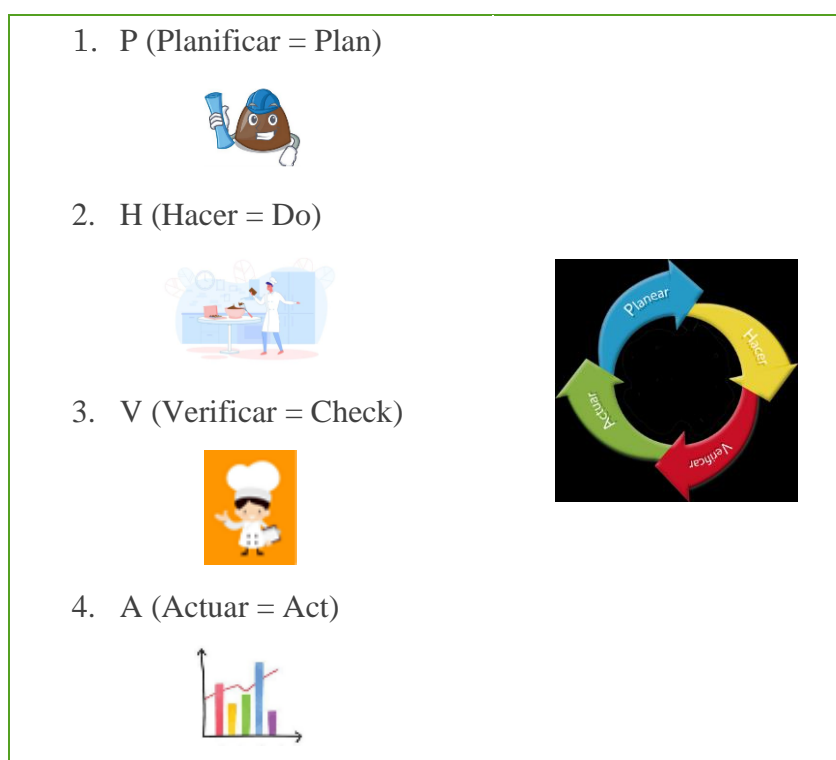 1. P (Planificar = Plan)
2. H (Hacer = Do)
3. V (Verificar = Check)
4. A (Actuar = Act)
Planear
Hacer
Verificar
Actuar